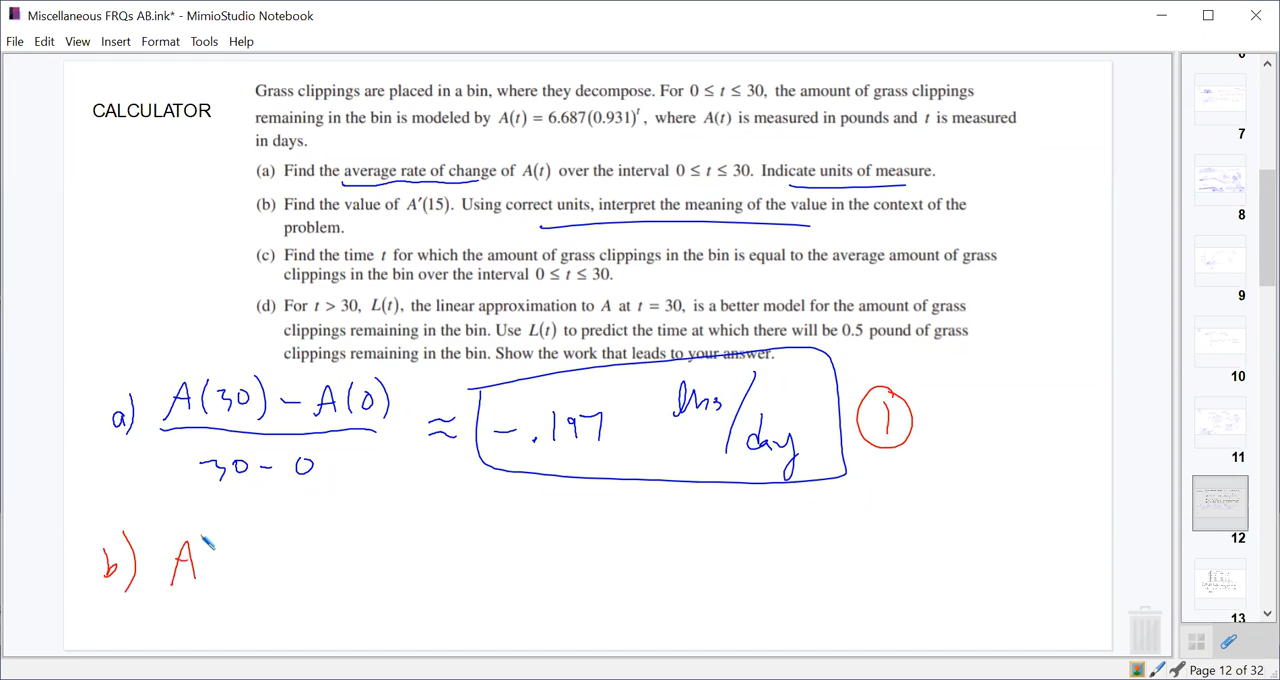 Miscellaneous FRQs AB.ink* - MimioStudio Notebook
File Edit View Insert Format Tools Help
CALCULATOR
Grass clippings are placed in a bin, where they decompose. For 0 ≤ t ≤ 30, the amount of grass clippings
remaining in the bin is modeled by A(t) = 6.687(0.931)^t, where A(t) is measured in pounds and t is measured
in days.
(a) Find the average rate of change of A(t) over the interval 0 ≤ t ≤ 30. Indicate units of measure.
(b) Find the value of A′(15). Using correct units, interpret the meaning of the value in the context of the
problem.
(c) Find the time t for which the amount of grass clippings in the bin is equal to the average amount of grass
clippings in the bin over the interval 0 ≤ t ≤ 30.
(d) For t > 30, L(t), the linear approximation to A at t = 30, is a better model for the amount of grass
clippings remaining in the bin. Use L(t) to predict the time at which there will be 0.5 pound of grass
clippings remaining in the bin. Show the work that leads to your answer.
a) A(30) - A(0)
30 - 0
≈ -.197 lbs/day
1
b) A
7
8
9
10
11
12
13
Page 12 of 32